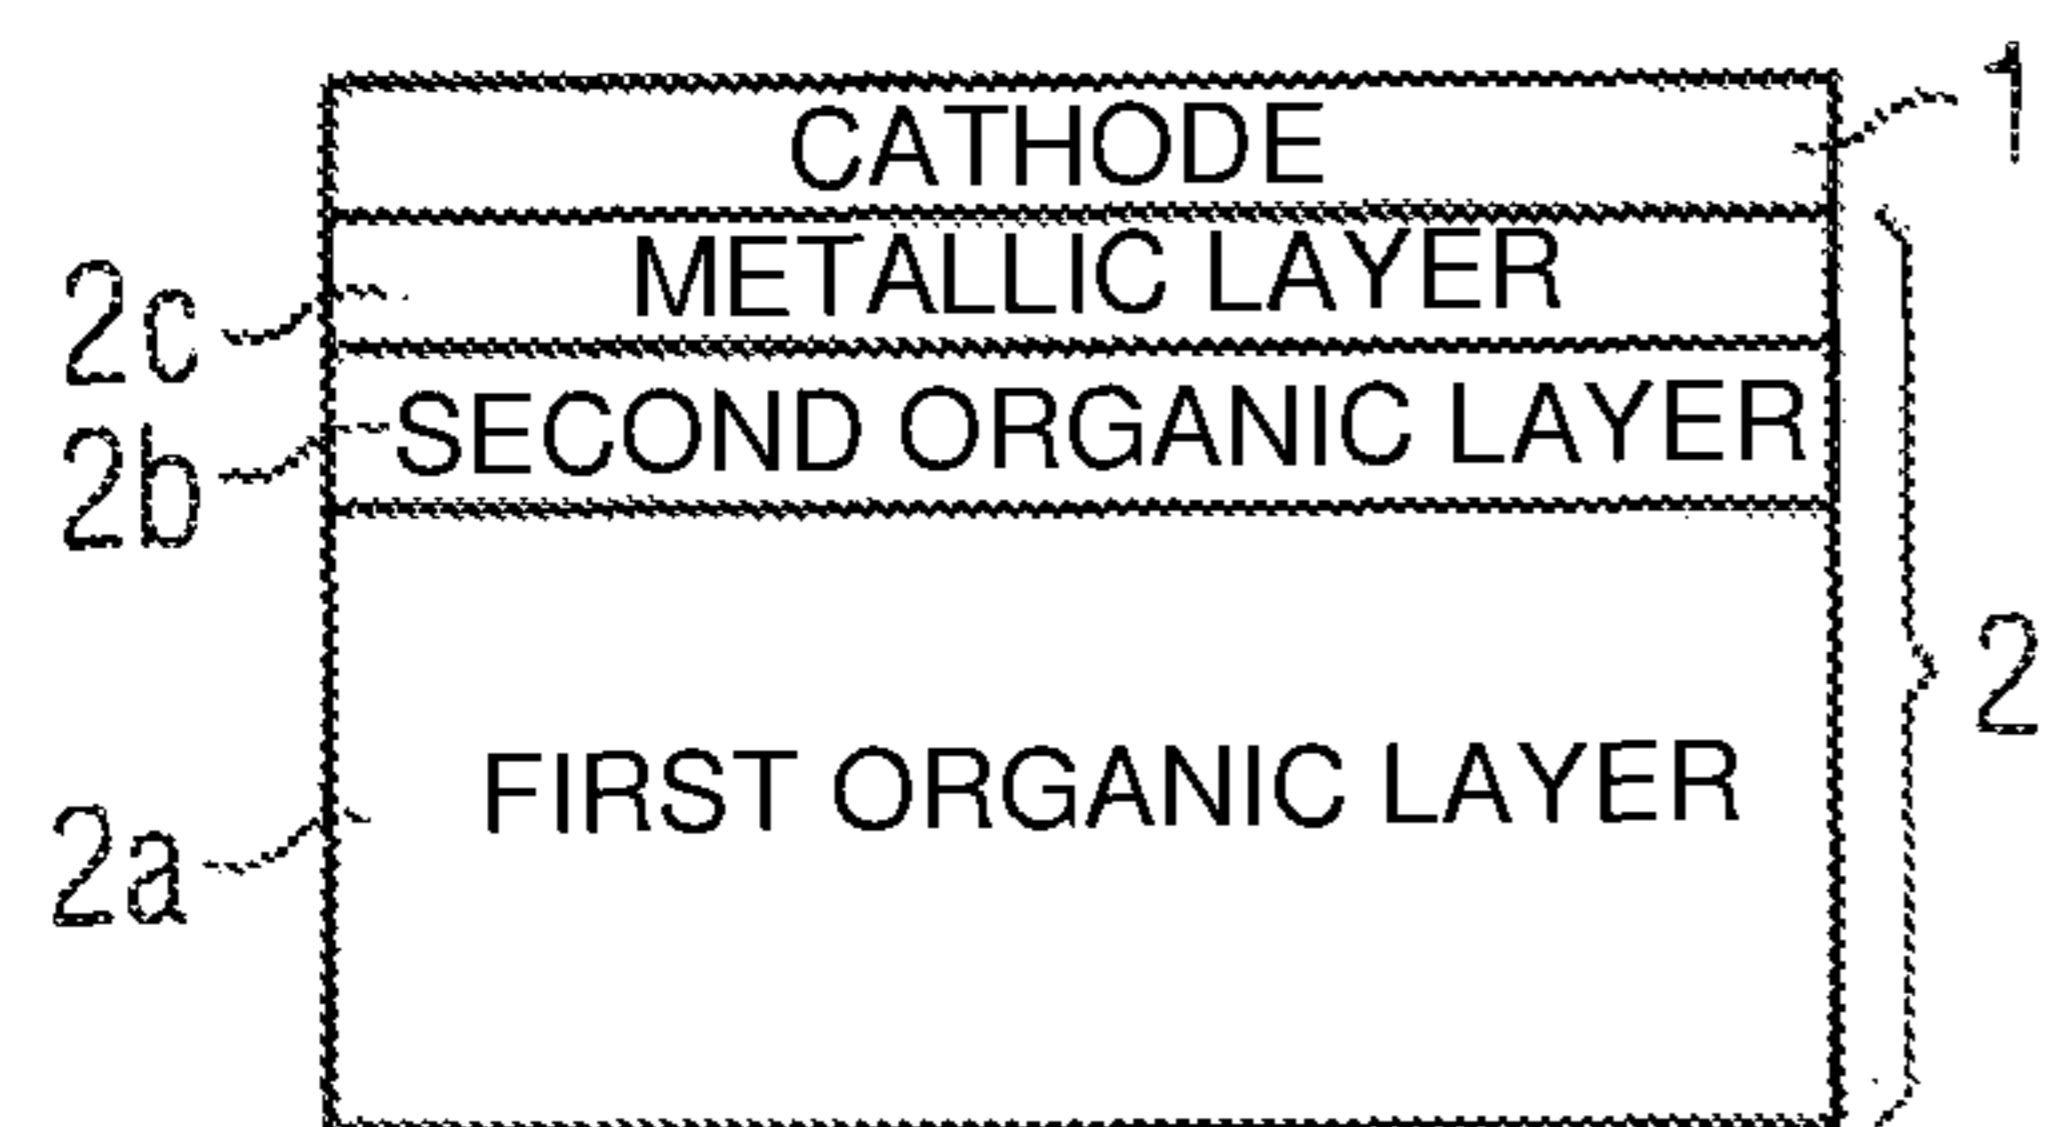 CATHODE
1
METALLIC LAYER
2c
SECOND ORGANIC LAYER
2b
2
FIRST ORGANIC LAYER
2a